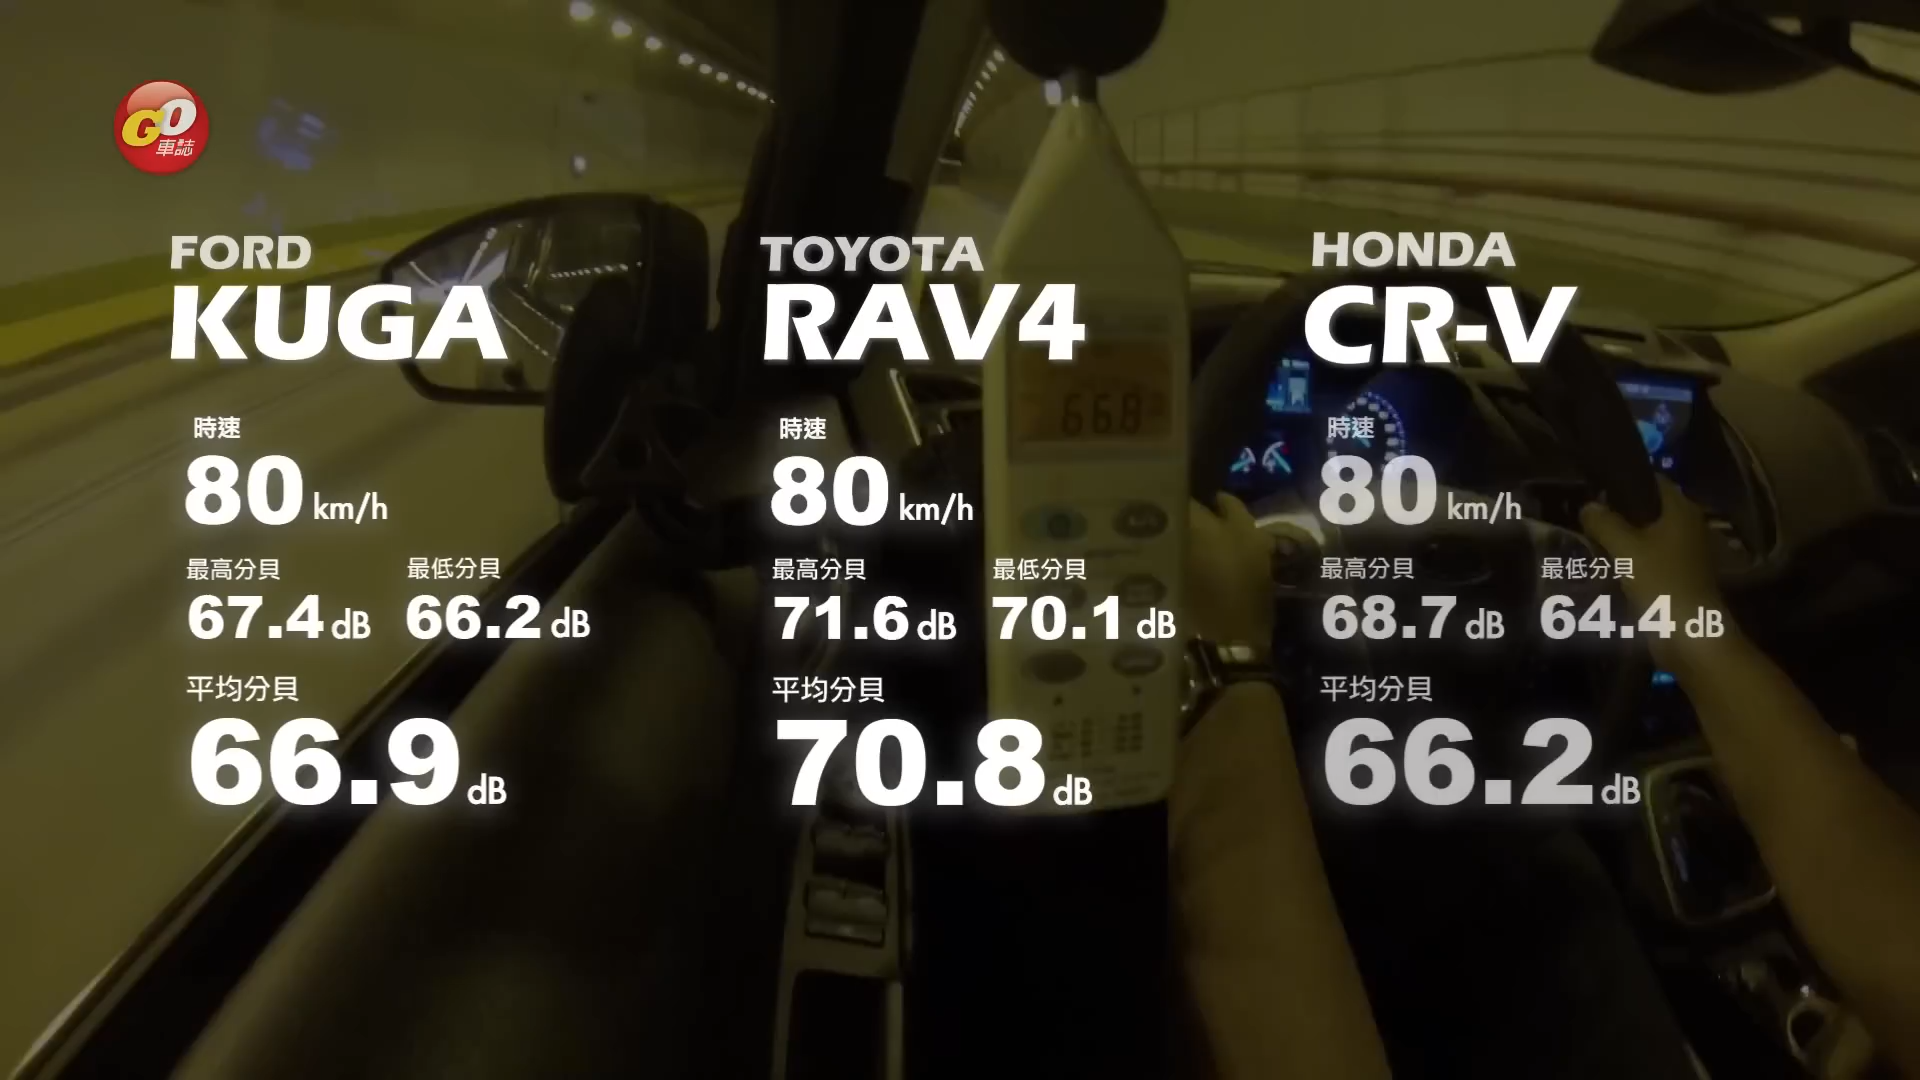 GO
車誌
FORD
KUGA
時速
80 km/h
最高分貝 最低分貝
67.4 dB 66.2 dB
平均分貝
66.9 dB
TOYOTA
RAV4
時速
80 km/h
最高分貝 最低分貝
71.6 dB 70.1 dB
平均分貝
70.8 dB
HONDA
CR-V
時速
80 km/h
最高分貝 最低分貝
68.7 dB 64.4 dB
平均分貝
66.2 dB
66.8